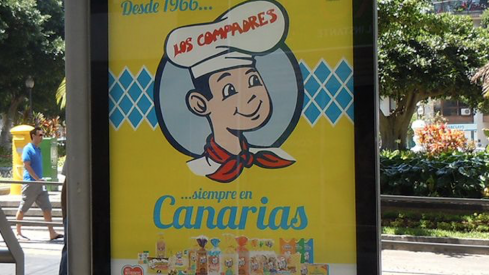 Desde 1966...
LOS COMPADRES
...siempre en
Canarias